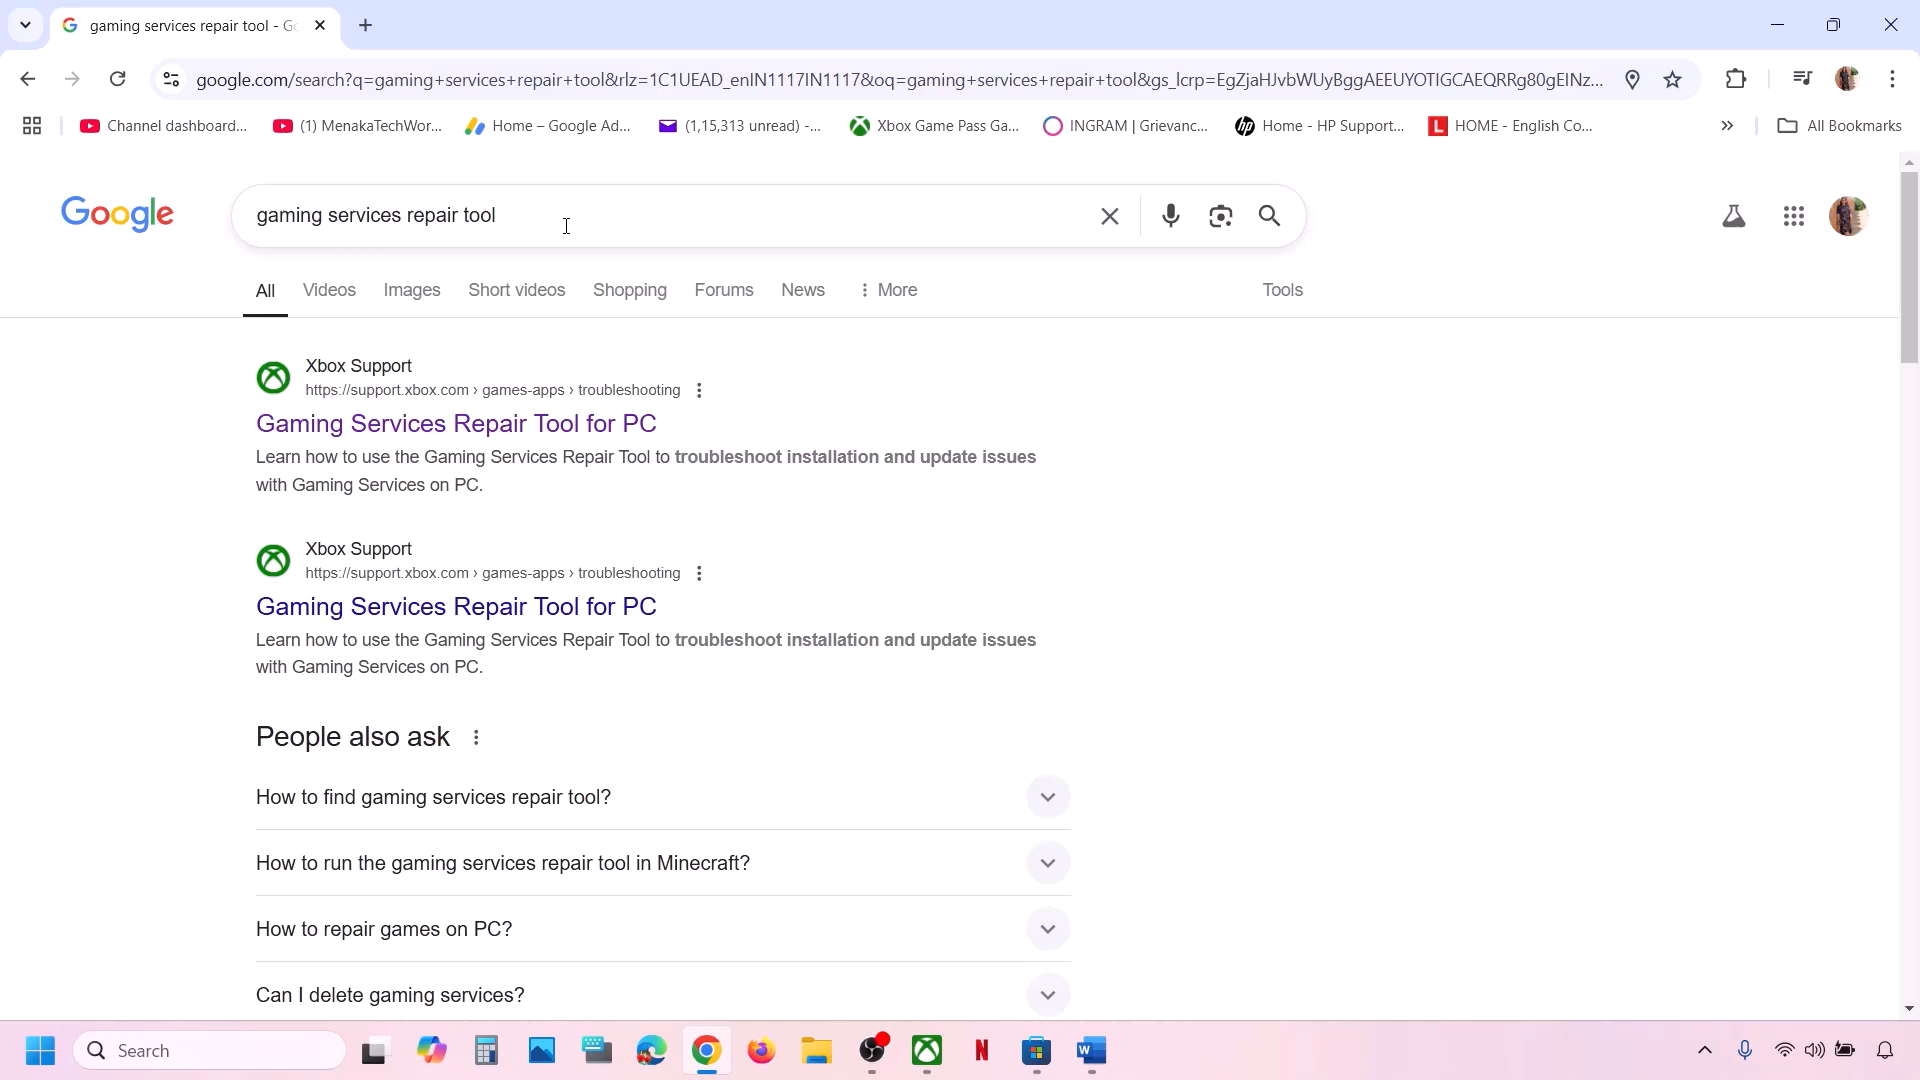 gaming services repair tool - Go
google.com/search?q=gaming+services+repair+tool&rlz=1C1UEAD_enIN1117IN1117&oq=gaming+services+repair+tool&gs_lcrp=EgZjaHJvbWUyBggAEEUYOTIGCAEQRRg80gEINz...
Channel dashboard...
(1) MenakaTechWor...
Home – Google Ad...
(1,15,313 unread) -...
Xbox Game Pass Ga...
INGRAM | Grievanc...
Home - HP Support...
HOME - English Co...
All Bookmarks
Google
gaming services repair tool
All Videos Images Short videos Shopping Forums News More Tools
Xbox Support
https://support.xbox.com › games-apps › troubleshooting
Gaming Services Repair Tool for PC
Learn how to use the Gaming Services Repair Tool to troubleshoot installation and update issues
with Gaming Services on PC.
Xbox Support
https://support.xbox.com › games-apps › troubleshooting
Gaming Services Repair Tool for PC
Learn how to use the Gaming Services Repair Tool to troubleshoot installation and update issues
with Gaming Services on PC.
People also ask
How to find gaming services repair tool?
How to run the gaming services repair tool in Minecraft?
How to repair games on PC?
Can I delete gaming services?
Search